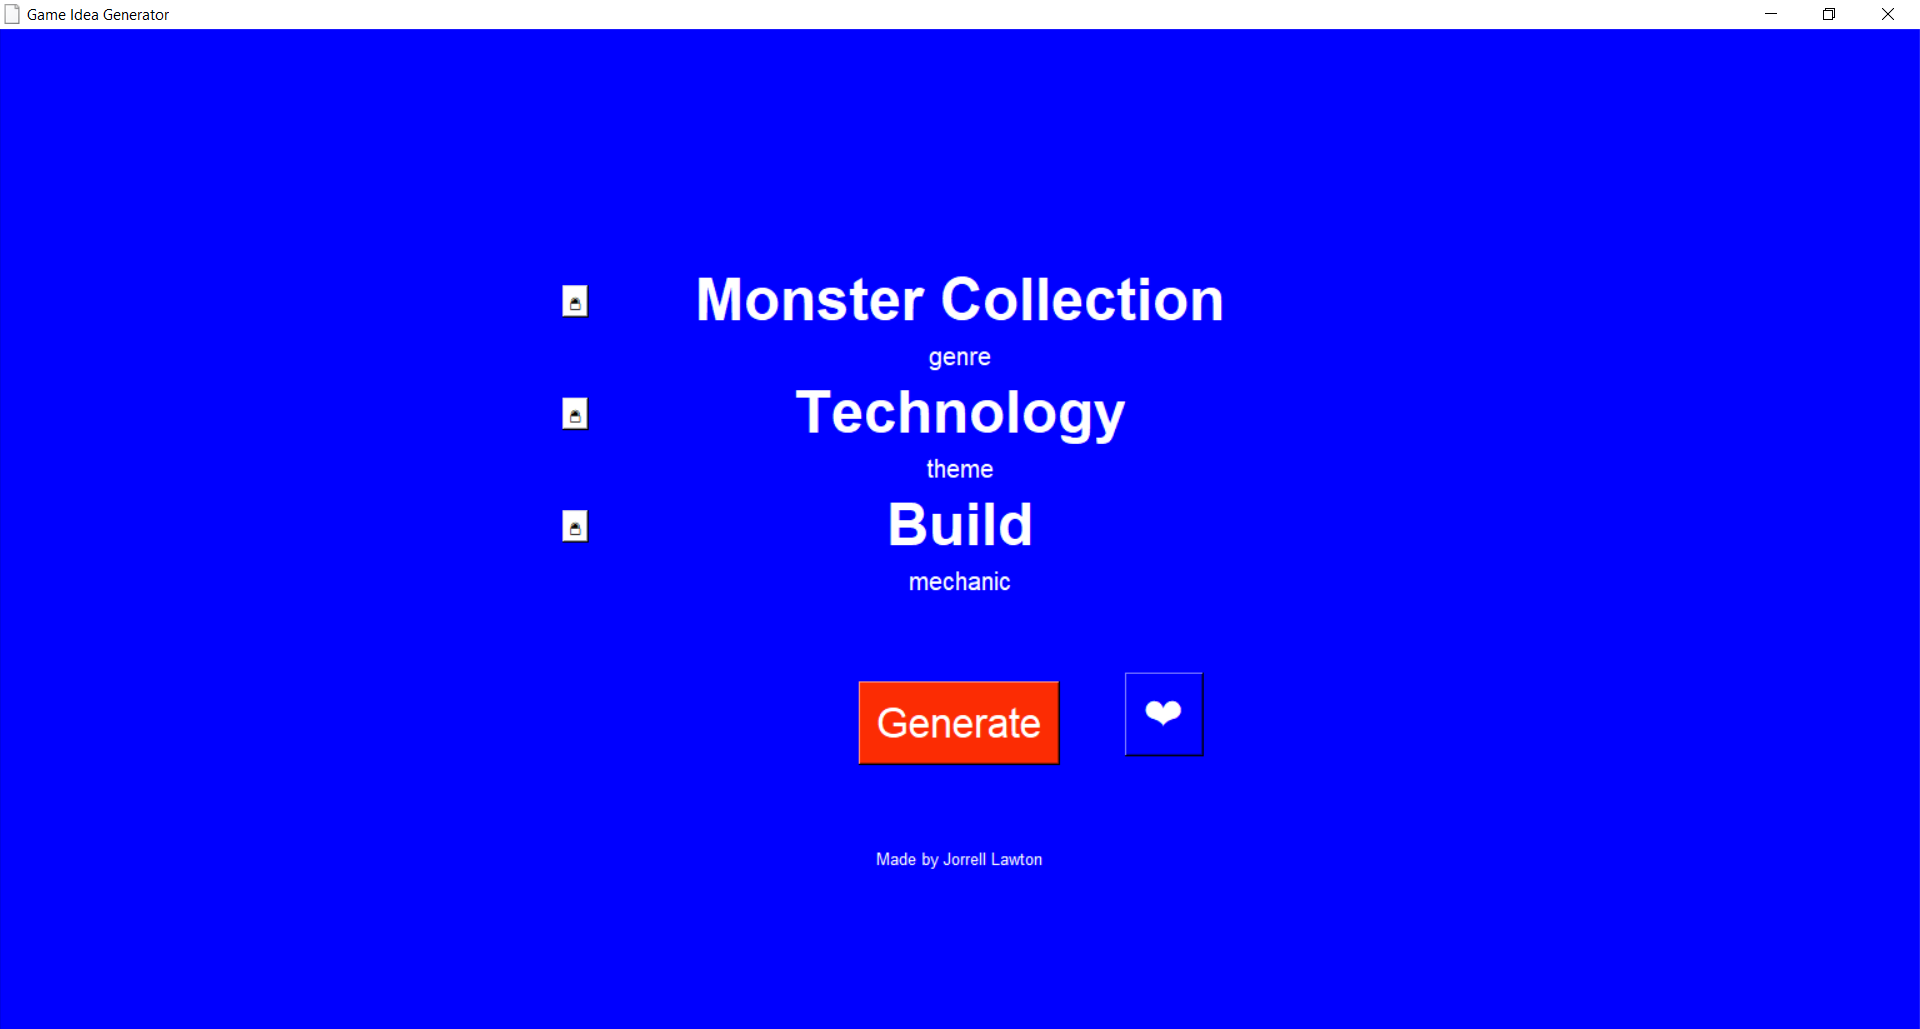 Game Idea Generator
Monster Collection
genre
Technology
theme
Build
mechanic
Generate
Made by Jorrell Lawton